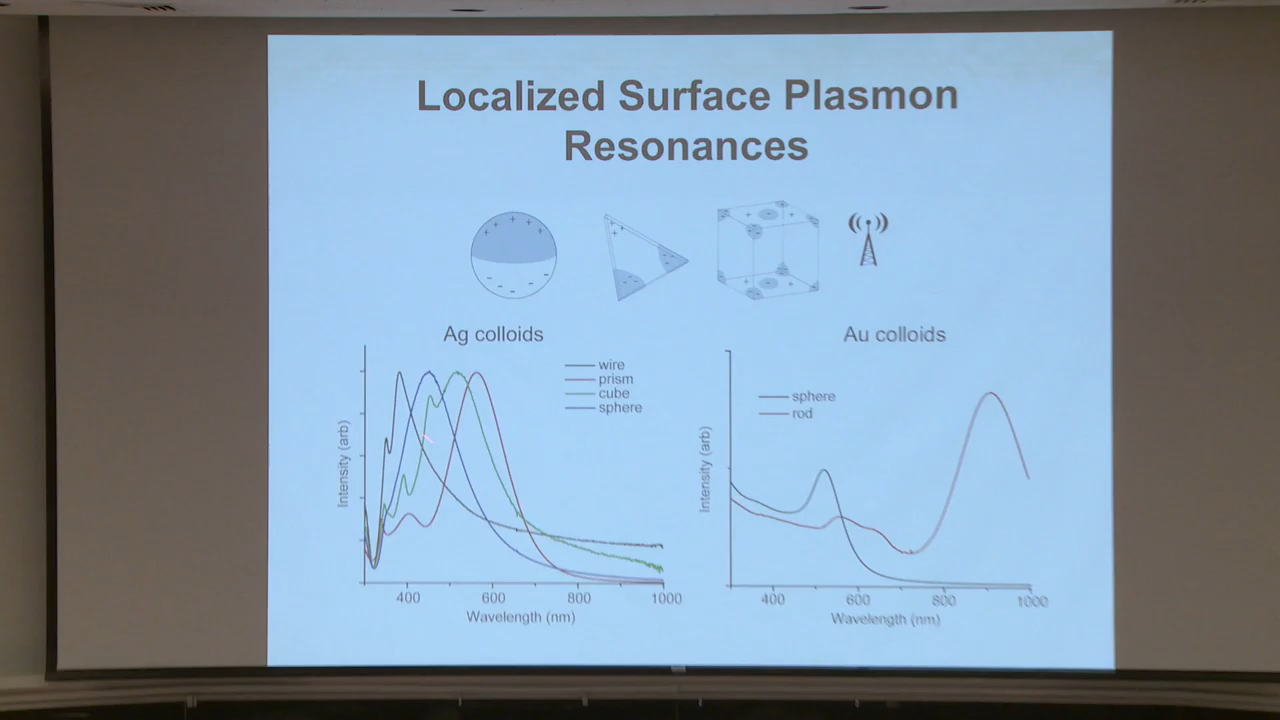 Localized Surface Plasmon
Resonances
Ag colloids
wire
prism
cube
sphere
Intensity (arb)
400
600
800
1000
Wavelength (nm)
Au colloids
sphere
rod
Intensity (arb)
400
600
800
1000
Wavelength (nm)